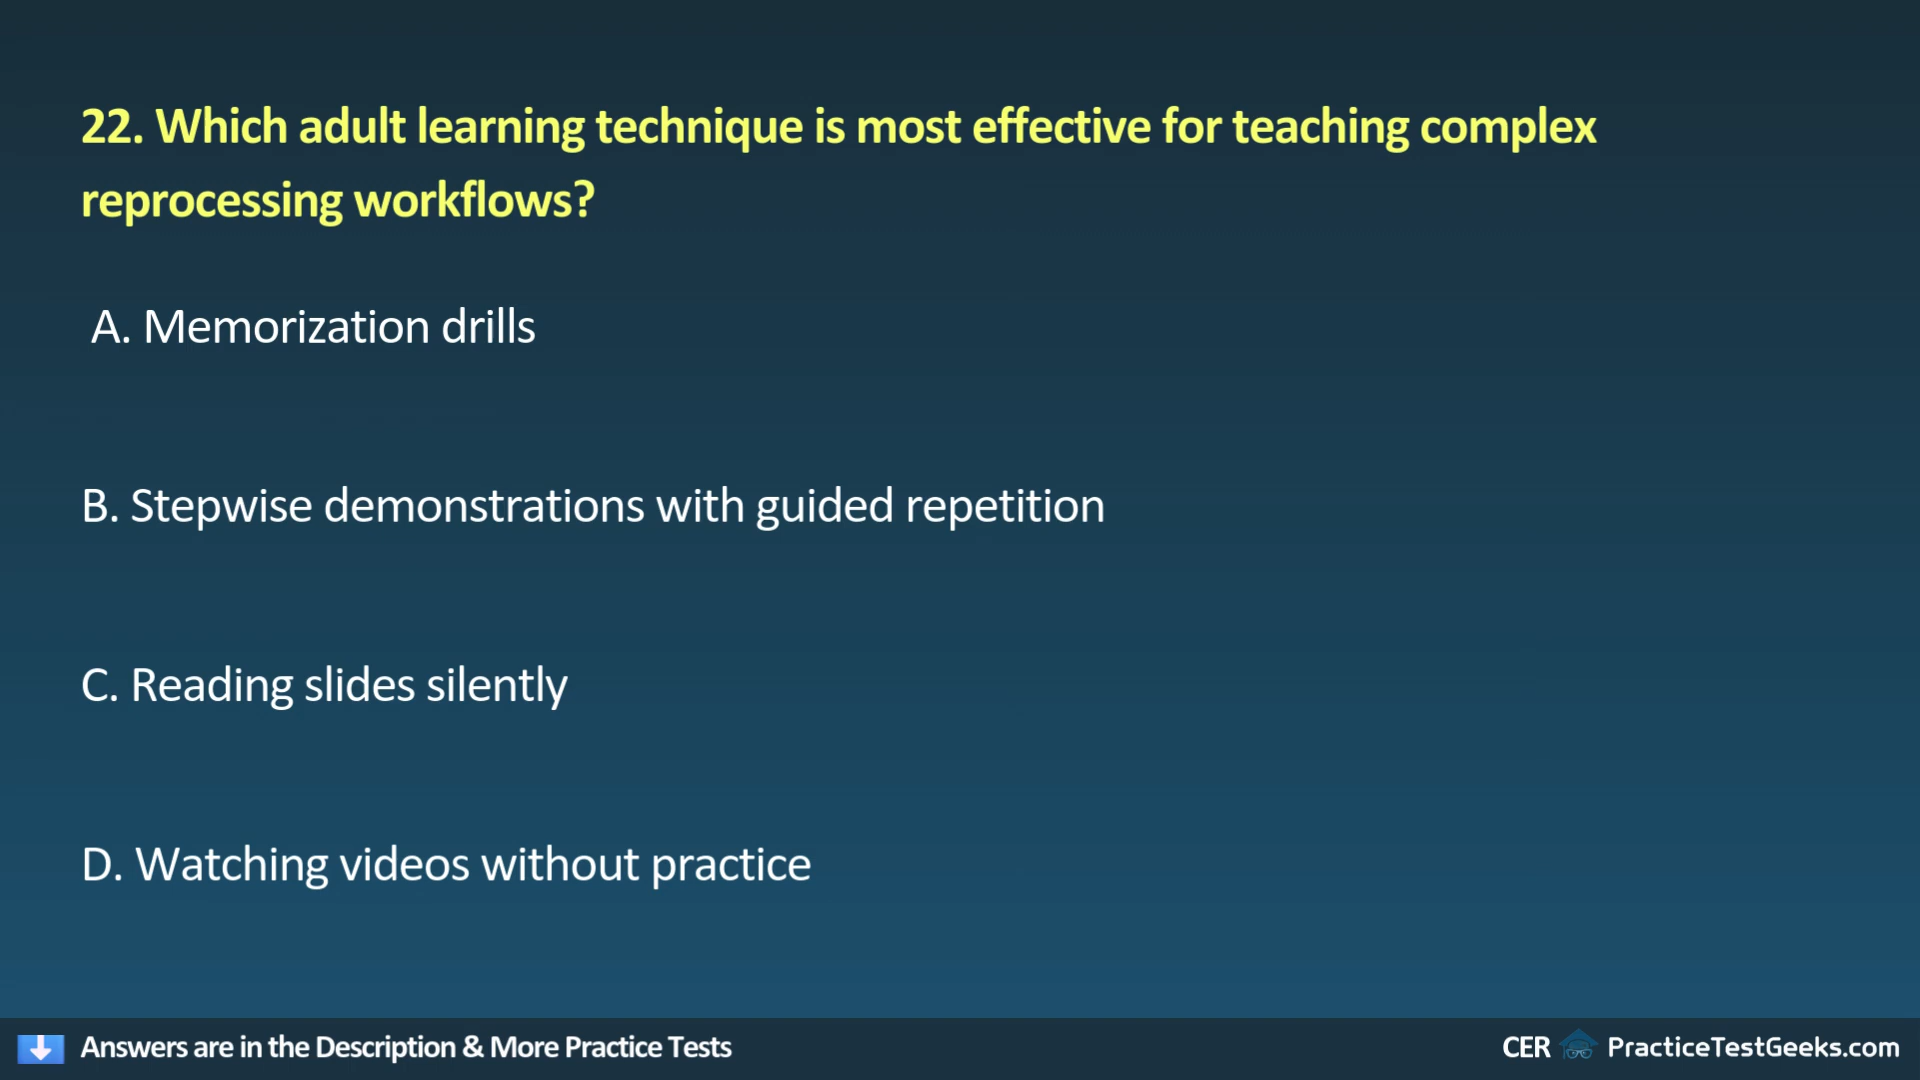 22. Which adult learning technique is most effective for teaching complex
reprocessing workflows?
A. Memorization drills
B. Stepwise demonstrations with guided repetition
C. Reading slides silently
D. Watching videos without practice
Answers are in the Description & More Practice Tests
CER PracticeTestGeeks.com